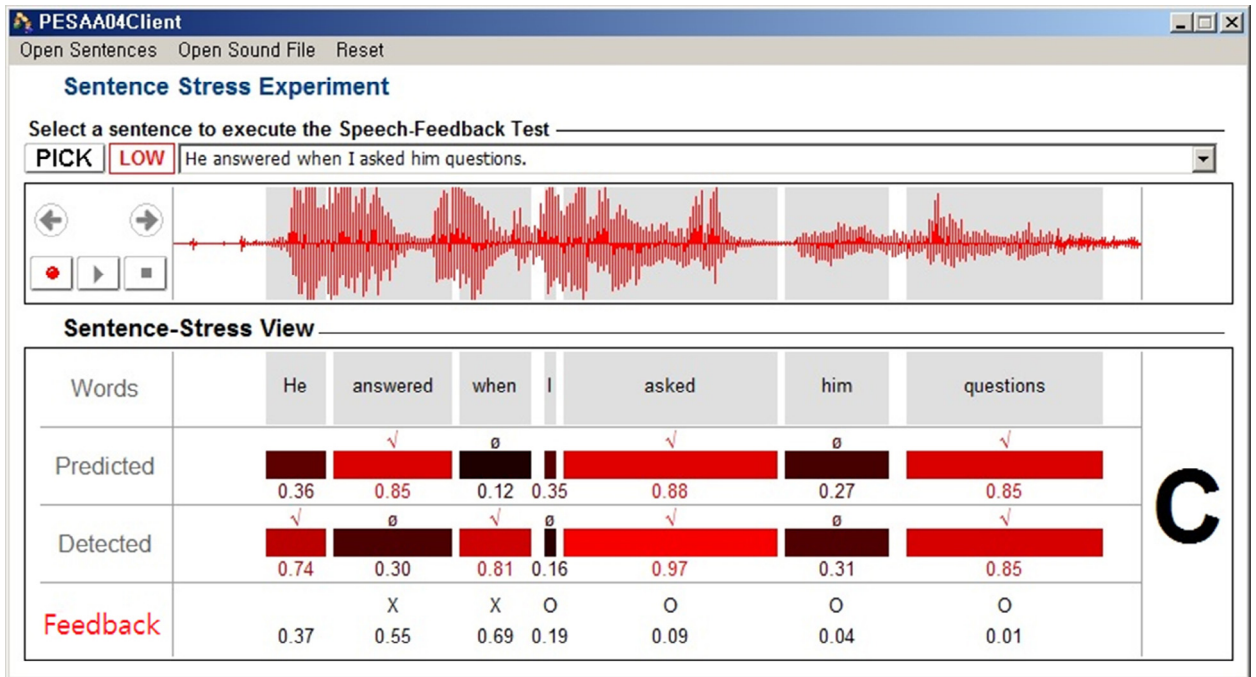 PESAA04Client
Open Sentences Open Sound File Reset
Sentence Stress Experiment
Select a sentence to execute the Speech-Feedback Test
PICK LOW He answered when I asked him questions.
Sentence-Stress View
Words He answered when I asked him questions
√ ø √ ø √
Predicted
0.36 0.85 0.12 0.35 0.88 0.27 0.85
√ ø √ ø √ ø √
Detected
0.74 0.30 0.81 0.16 0.97 0.31 0.85
X X O O O O
Feedback
0.37 0.55 0.69 0.19 0.09 0.04 0.01
C